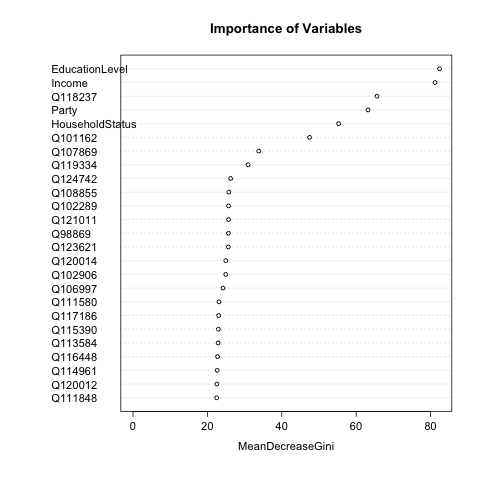 Importance of Variables
EducationLevel
Income
Q118237
Party
HouseholdStatus
Q101162
Q107869
Q119334
Q124742
Q108855
Q102289
Q121011
Q98869
Q123621
Q120014
Q102906
Q106997
Q111580
Q117186
Q115390
Q113584
Q116448
Q114961
Q120012
Q111848
0 20 40 60 80
MeanDecreaseGini